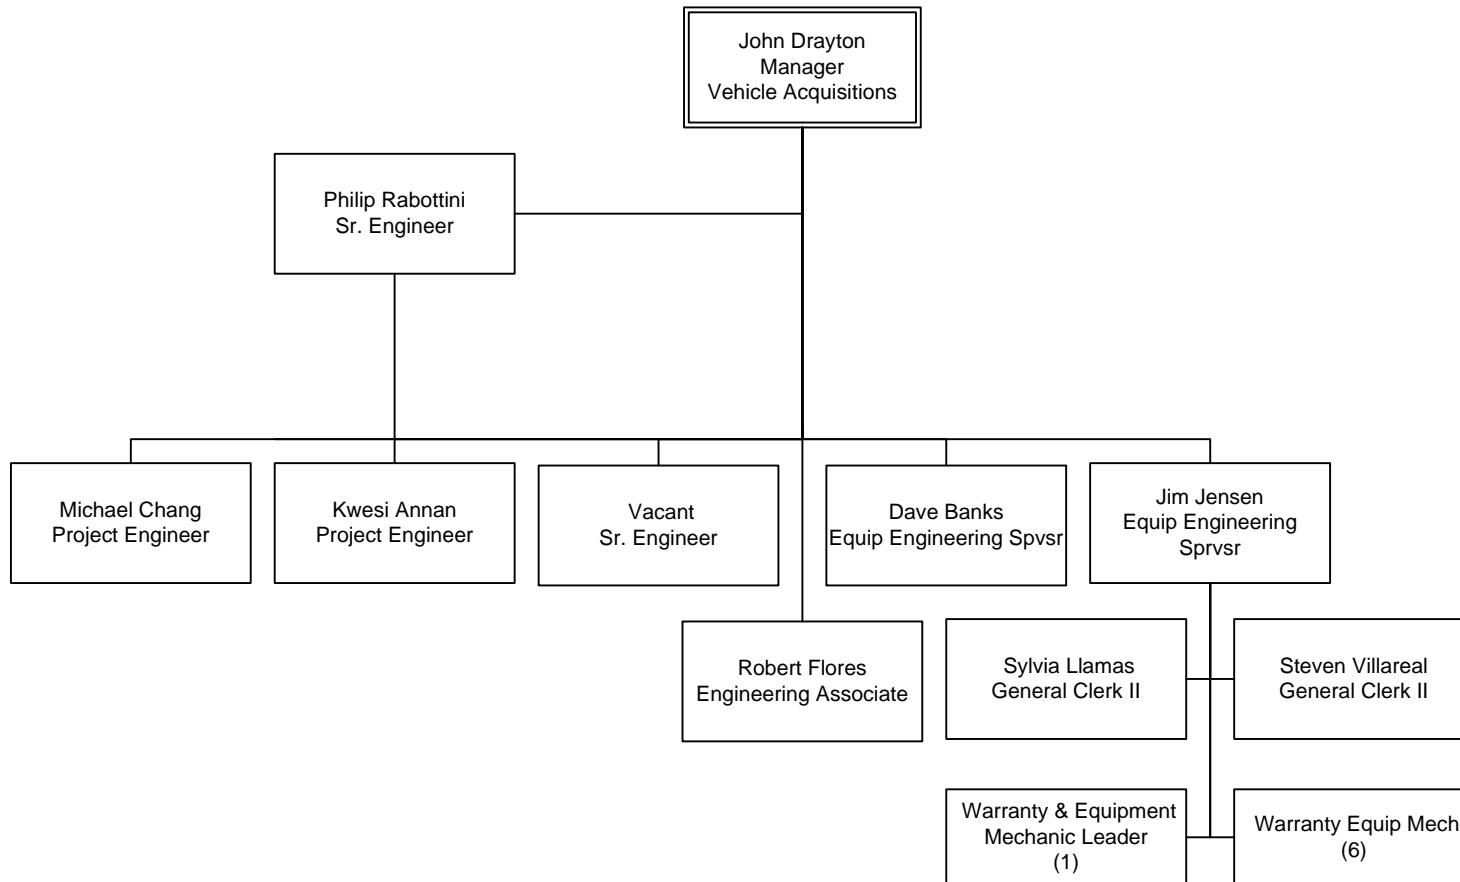 John Drayton
Manager
Vehicle Acquisitions
Philip Rabottini
Sr. Engineer
Michael Chang
Project Engineer
Kwesi Annan
Project Engineer
Vacant
Sr. Engineer
Dave Banks
Equip Engineering Spvsr
Jim Jensen
Equip Engineering
Sprvsr
Robert Flores
Engineering Associate
Sylvia Llamas
General Clerk II
Steven Villareal
General Clerk II
Warranty & Equipment
Mechanic Leader
(1)
Warranty Equip Mech
(6)